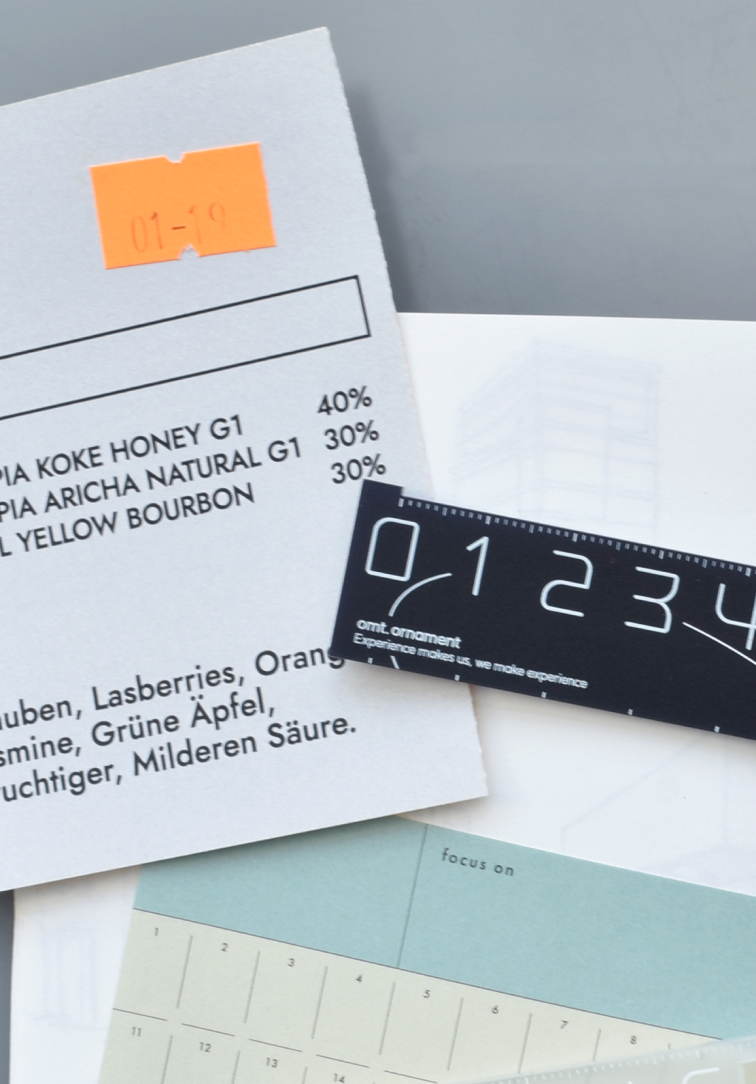 01-19
PIA KOKE HONEY G1 40%
PIA ARICHA NATURAL G1 30%
L YELLOW BOURBON 30%
auben, Lasberries, Orang
smine, Grüne Äpfel,
ruchtiger, Milderen Säure.
0 1 2 3 4
omt. ornament
Experience makes us, we make experience
focus on
1 2 3 4 5 6 7 8
11 12 13 14